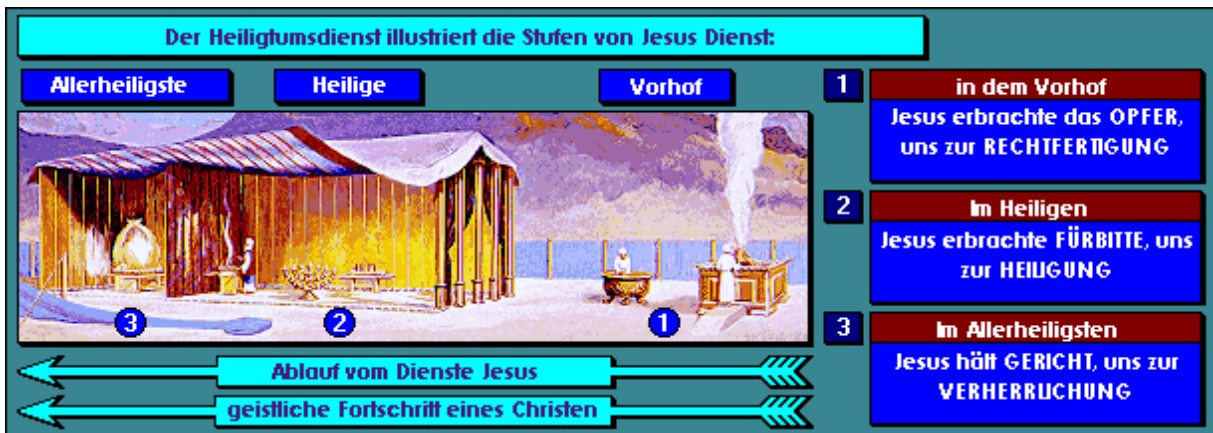 Der Heiligtumsdienst illustriert die Stufen von Jesus Dienst:
Allerheiligste
Heilige
Vorhof
3
2
1
Ablauf vom Dienste Jesus
geistliche Fortschritt eines Christen
1
in dem Vorhof
Jesus erbrachte das OPFER,
uns zur RECHTFERTIGUNG
2
Im Heiligen
Jesus erbrachte FÜRBITTE, uns
zur HEILIGUNG
3
Im Allerheiligsten
Jesus hält GERICHT, uns zur
VERHERRLICHUNG